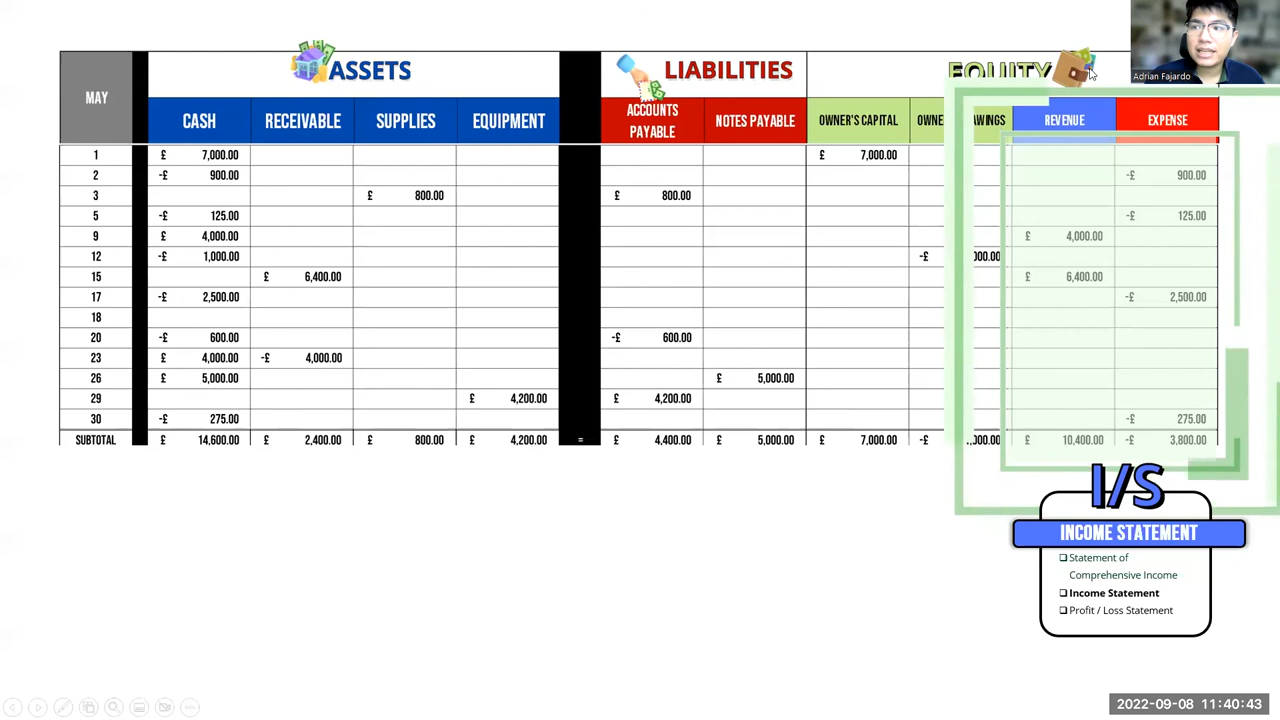 ASSETS LIABILITIES EQUITY
Adrian Fajardo
MAY CASH RECEIVABLE SUPPLIES EQUIPMENT ACCOUNTS PAYABLE NOTES PAYABLE OWNER'S CAPITAL REVENUE EXPENSE
1 £ 7,000.00 £ 7,000.00
2 -£ 900.00 -£ 900.00
3 £ 800.00 £ 800.00
5 -£ 125.00 -£ 125.00
9 £ 4,000.00 £ 4,000.00
12 -£ 1,000.00 -£
15 £ 6,400.00 £ 6,400.00
17 -£ 2,500.00 -£ 2,500.00
18
20 -£ 600.00 -£ 600.00
23 £ 4,000.00 -£ 4,000.00
26 £ 5,000.00 £ 5,000.00
29 £ 4,200.00 £ 4,200.00
30 -£ 275.00 -£ 275.00
SUBTOTAL £ 14,600.00 £ 2,400.00 £ 800.00 £ 4,200.00 = £ 4,400.00 £ 5,000.00 £ 7,000.00 -£ £ 10,400.00 -£ 3,800.00
I/S
INCOME STATEMENT
Statement of
Comprehensive Income
Income Statement
Profit / Loss Statement
2022-09-08 11:40:43